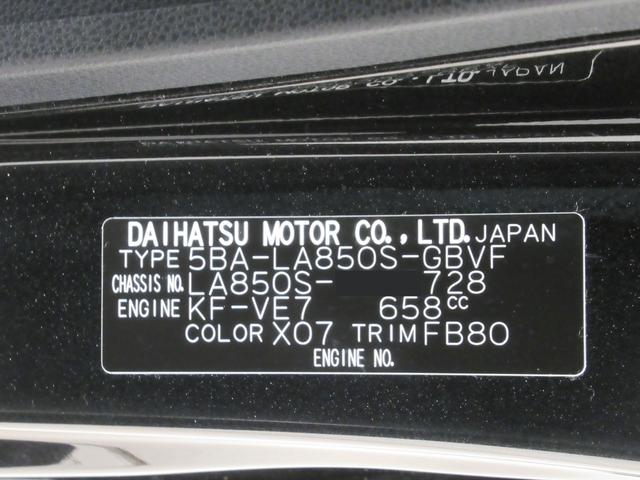 DAIHATSU MOTOR CO., LTD. JAPAN
TYPE 5BA-LA850S-GBVF
CHASSIS NO. LA850S- 728
ENGINE KF-VE7 658cc
COLOR X07 TRIM FB80
ENGINE NO.